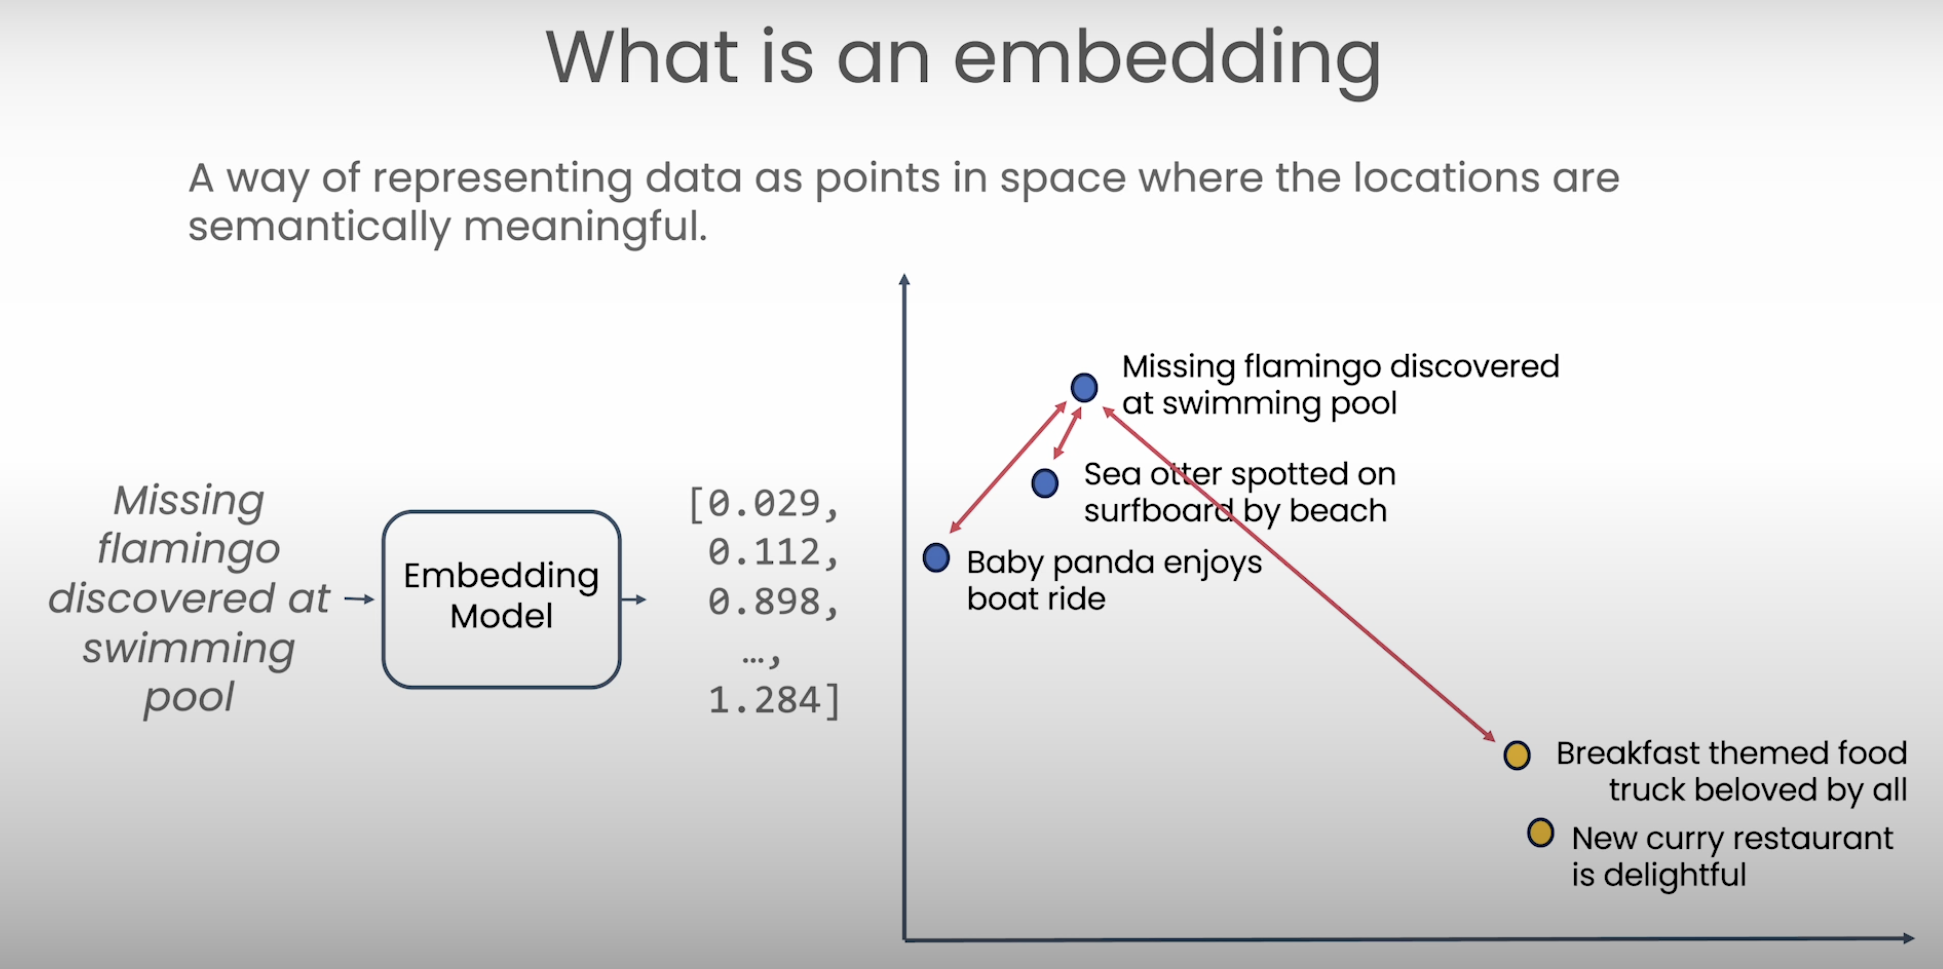 What is an embedding
A way of representing data as points in space where the locations are
semantically meaningful.
Missing
flamingo
discovered at
swimming
pool
Embedding
Model
[0.029,
0.112,
0.898,
…,
1.284]
Missing flamingo discovered
at swimming pool
Sea otter spotted on
surfboard by beach
Baby panda enjoys
boat ride
Breakfast themed food
truck beloved by all
New curry restaurant
is delightful